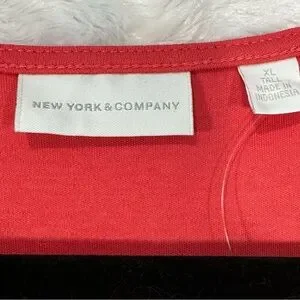 NEW YORK & COMPANY
XL
TALL
MADE IN
INDONESIA